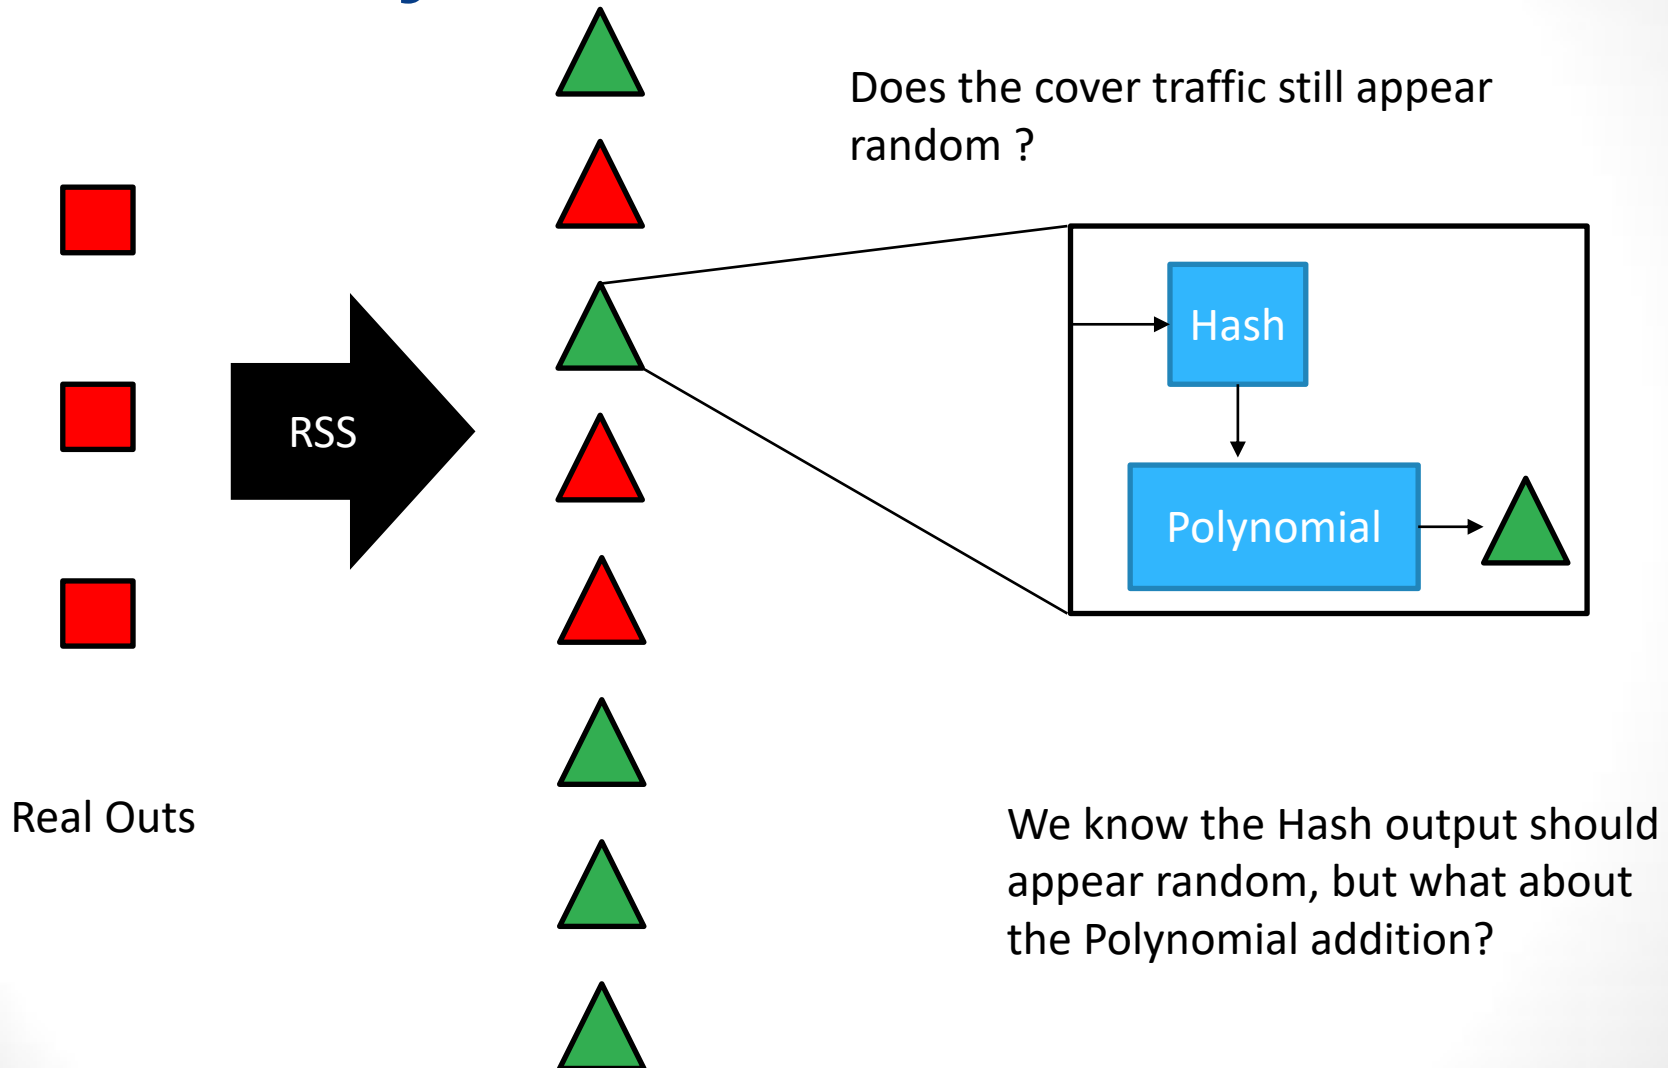 Does the cover traffic still appear
random ?
Hash
RSS
Polynomial
Real Outs
We know the Hash output should
appear random, but what about
the Polynomial addition?